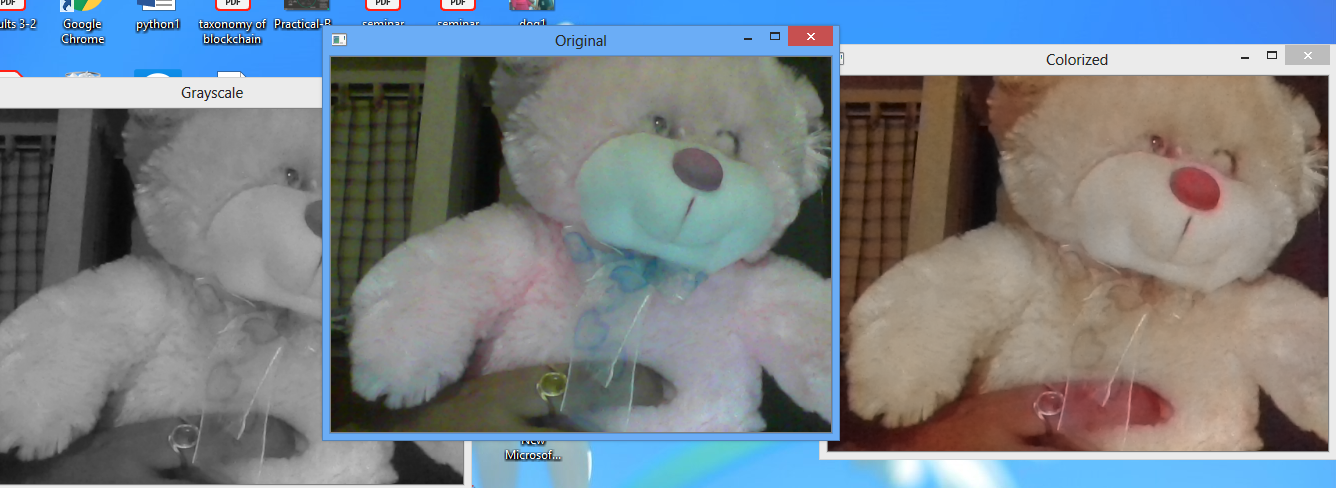 PDF
PDF
PDF
PDF
ults 3-2
Google
Chrome
python1
taxonomy of
blockchain
Practical-B
seminar
seminar
dog1
Grayscale
Original
Colorized
New
Microsof...